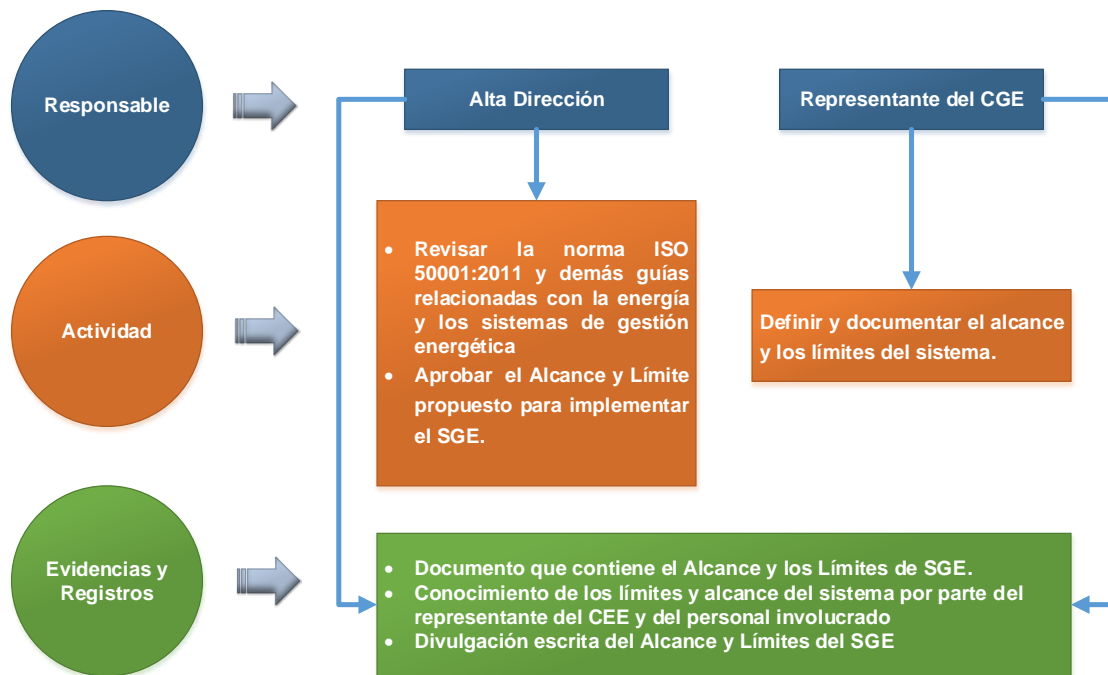 Responsable
Alta Dirección
Representante del CGE
Actividad
• Revisar la norma ISO
50001:2011 y demás guías
relacionadas con la energía
y los sistemas de gestión
energética
• Aprobar el Alcance y Límite
propuesto para implementar
el SGE.
Definir y documentar el alcance
y los límites del sistema.
Evidencias y
Registros
• Documento que contiene el Alcance y los Límites de SGE.
• Conocimiento de los límites y alcance del sistema por parte del
representante del CEE y del personal involucrado
• Divulgación escrita del Alcance y Límites del SGE